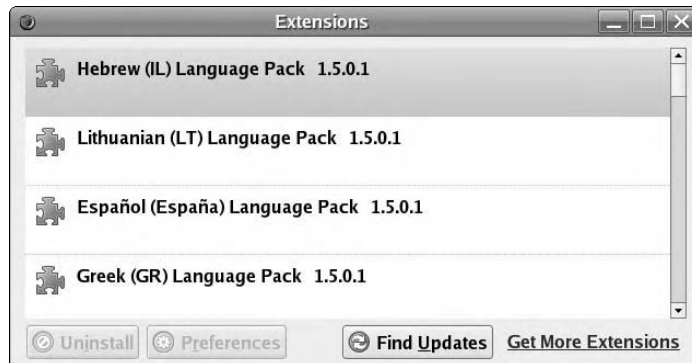 Extensions
Hebrew (IL) Language Pack 1.5.0.1
Lithuanian (LT) Language Pack 1.5.0.1
Español (España) Language Pack 1.5.0.1
Greek (GR) Language Pack 1.5.0.1
Uninstall Preferences Find Updates Get More Extensions